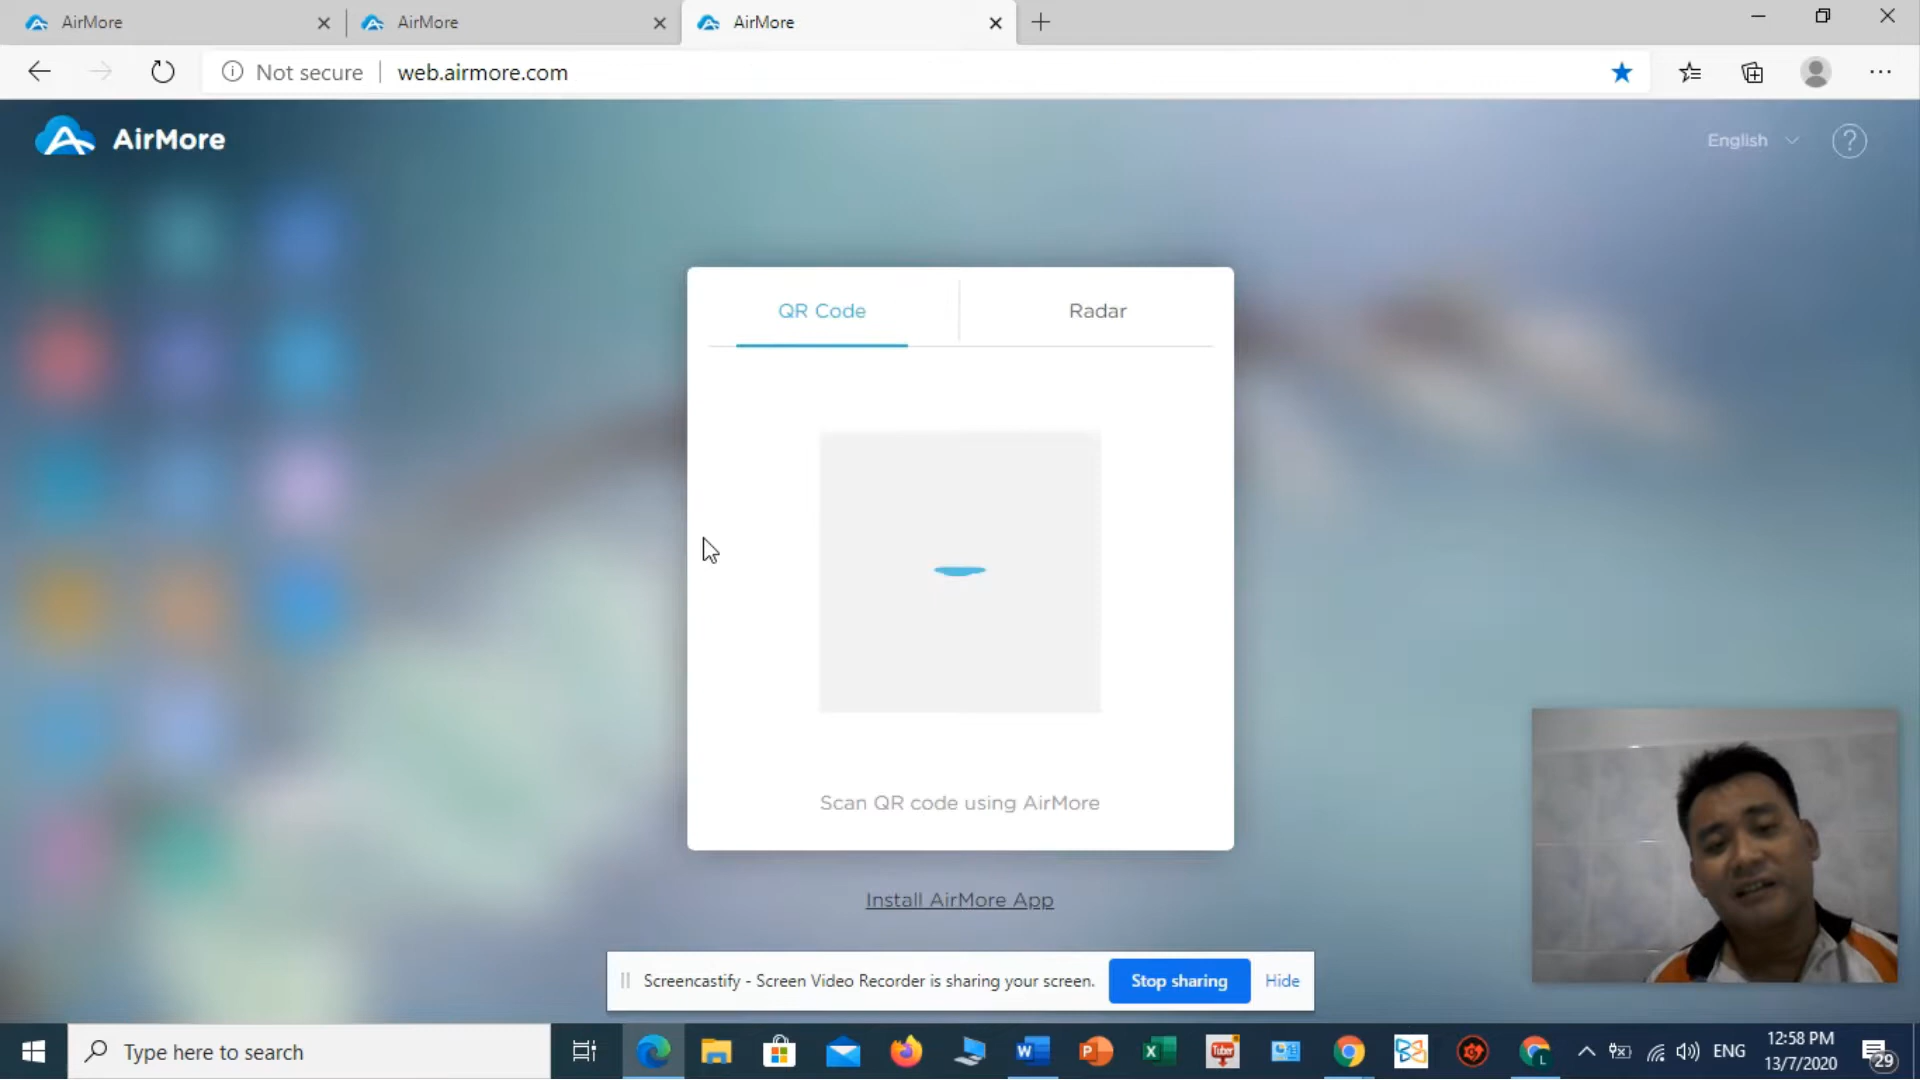 AirMore
AirMore
AirMore
Not secure
web.airmore.com
AirMore
English
?
QR Code
Radar
Scan QR code using AirMore
Install AirMore App
Screencastify - Screen Video Recorder is sharing your screen.
Stop sharing
Hide
Type here to search
W
P
X
Tuber
L
ENG
12:58 PM
13/7/2020
29